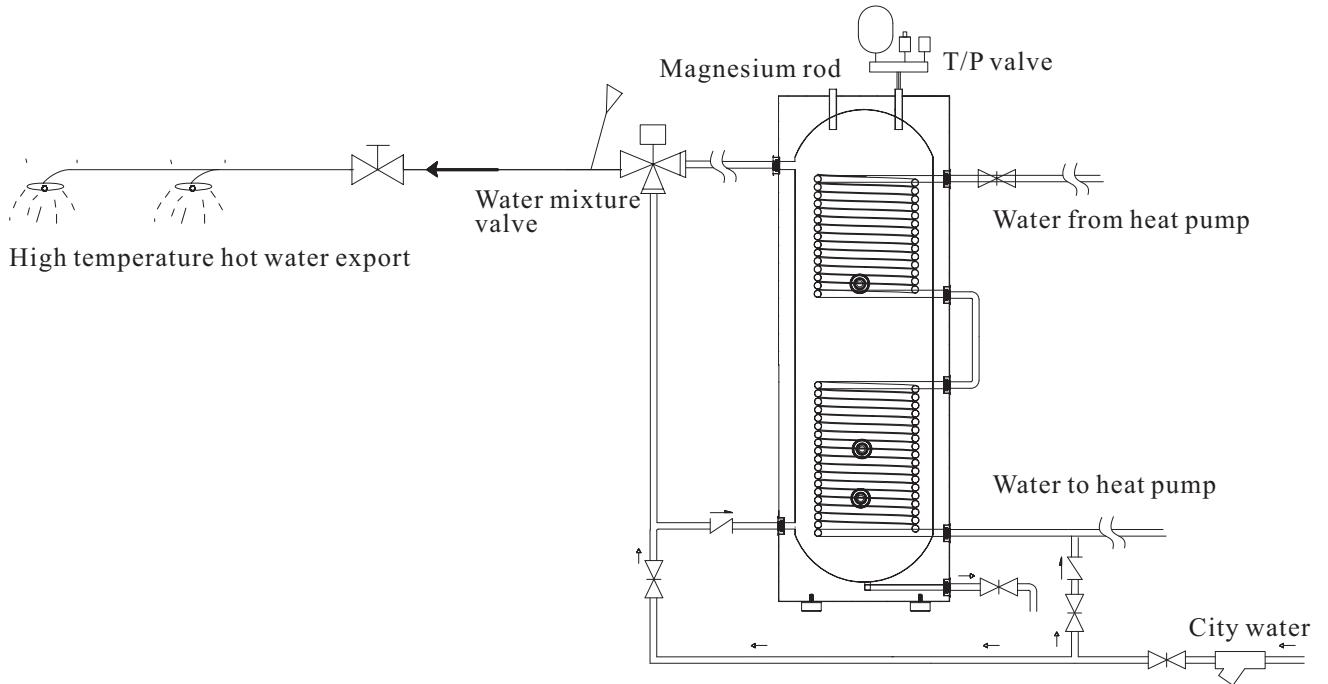 T/P valve
Magnesium rod
Water mixture
valve
Water from heat pump
High temperature hot water export
Water to heat pump
City water